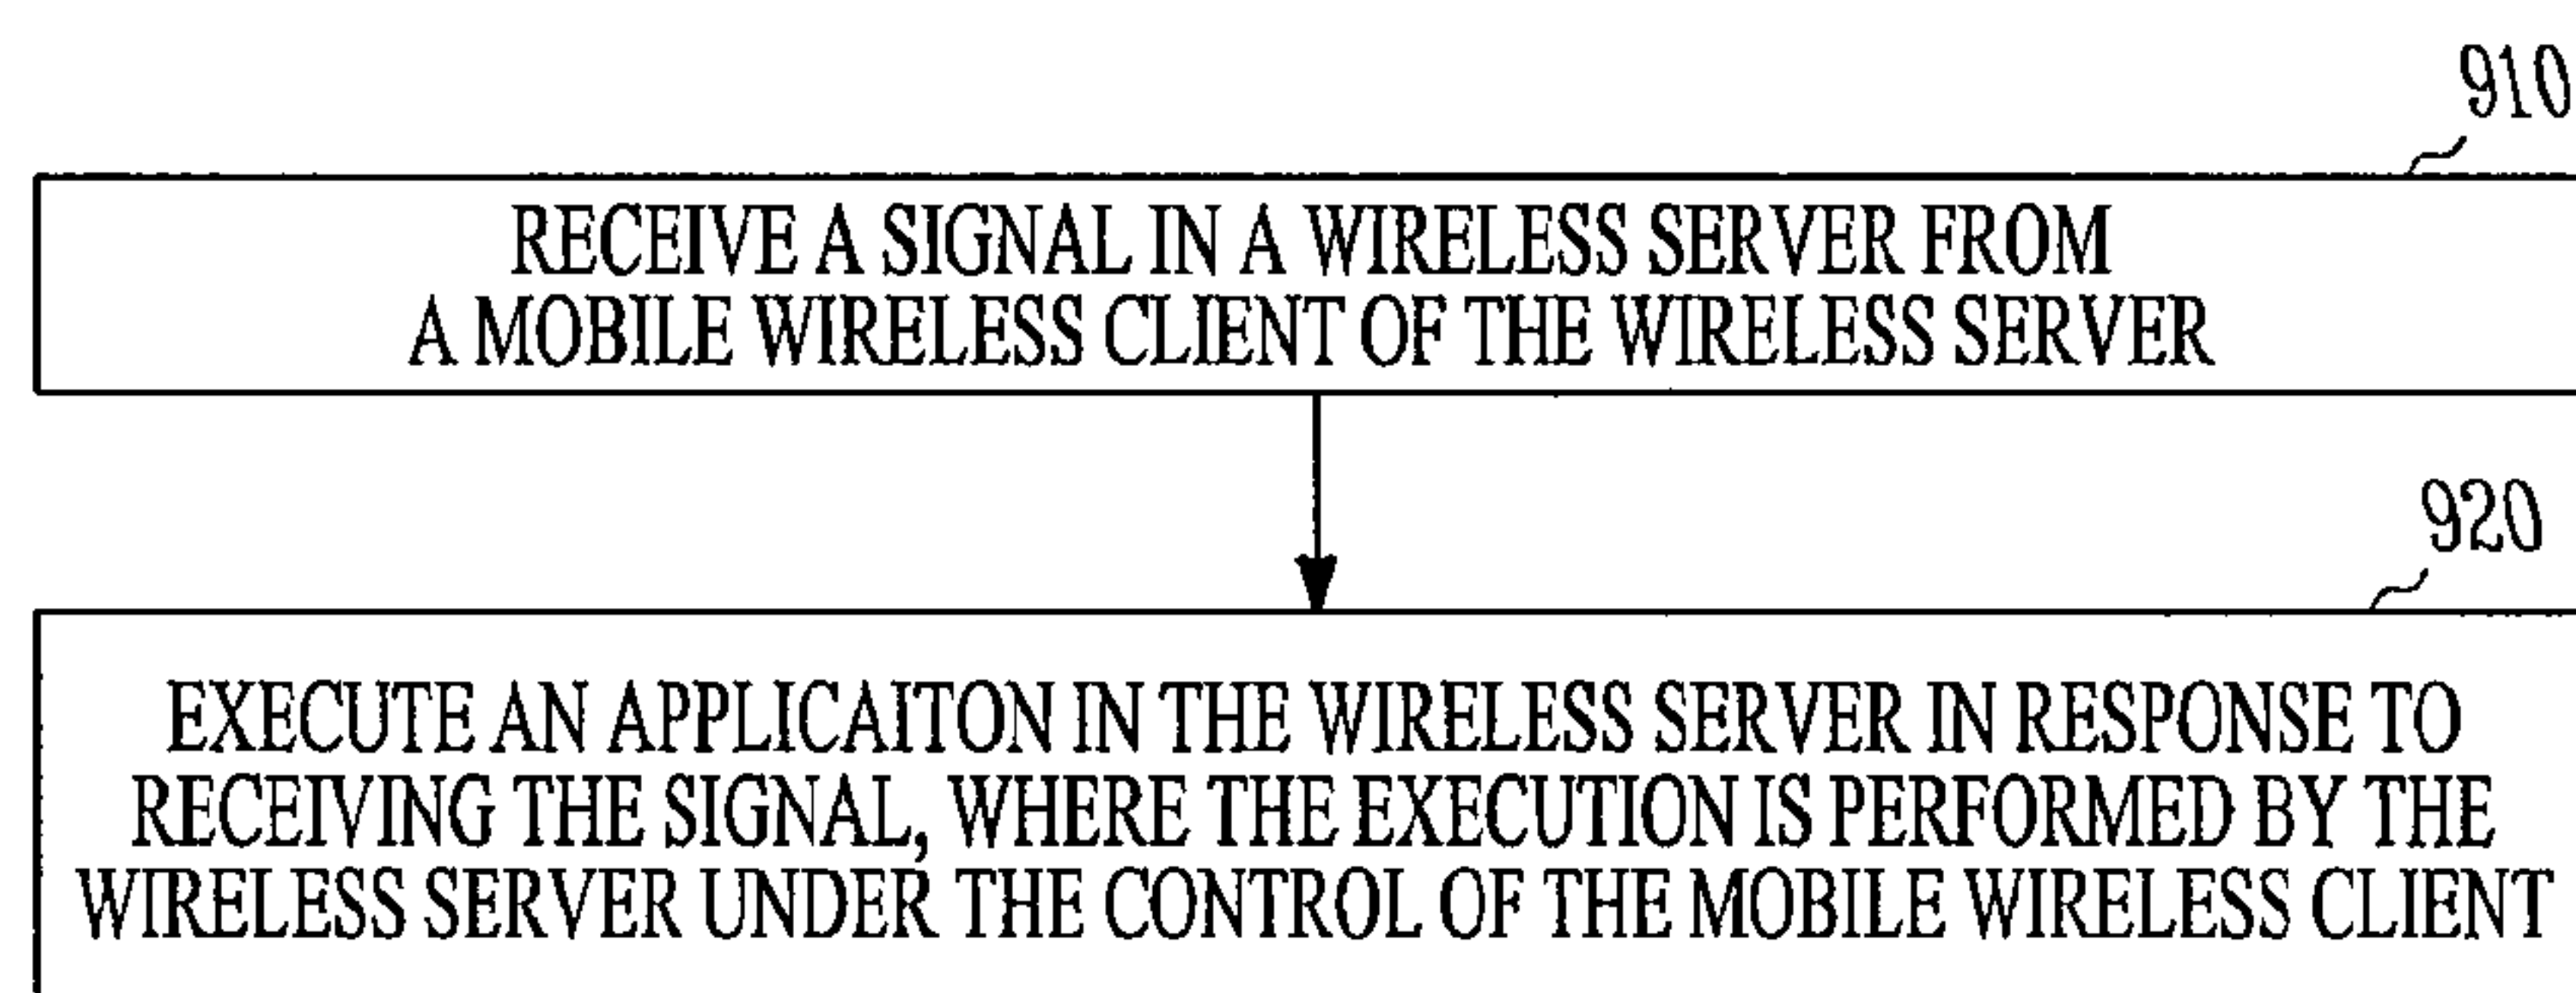 910
RECEIVE A SIGNAL IN A WIRELESS SERVER FROM
A MOBILE WIRELESS CLIENT OF THE WIRELESS SERVER
920
EXECUTE AN APPLICAITON IN THE WIRELESS SERVER IN RESPONSE TO
RECEIVING THE SIGNAL, WHERE THE EXECUTION IS PERFORMED BY THE
WIRELESS SERVER UNDER THE CONTROL OF THE MOBILE WIRELESS CLIENT